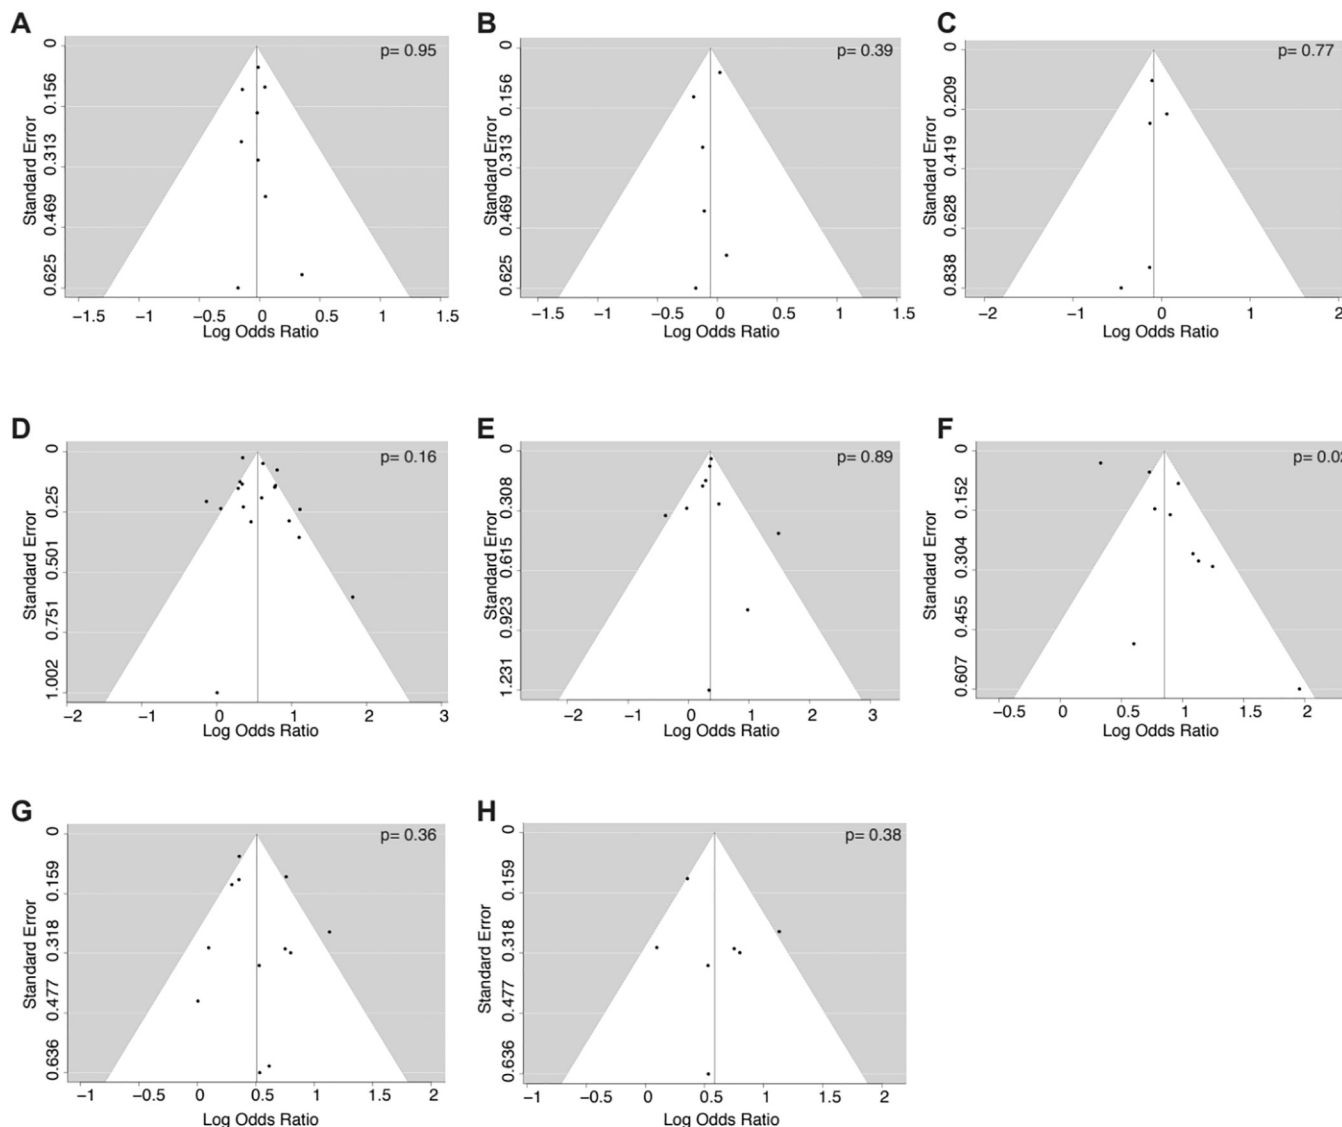 A
p= 0.95
Standard Error
0
0.156
0.313
0.469
0.625
−1.5 −1 −0.5 0 0.5 1 1.5
Log Odds Ratio
B
p= 0.39
Standard Error
0
0.156
0.313
0.469
0.625
−1.5 −1 −0.5 0 0.5 1 1.5
Log Odds Ratio
C
p= 0.77
Standard Error
0
0.209
0.419
0.628
0.838
−2 −1 0 1 2
Log Odds Ratio
D
p= 0.16
Standard Error
0
0.25
0.501
0.751
1.002
−2 −1 0 1 2 3
Log Odds Ratio
E
p= 0.89
Standard Error
0
0.308
0.615
0.923
1.231
−2 −1 0 1 2 3
Log Odds Ratio
F
p= 0.02
Standard Error
0
0.152
0.304
0.455
0.607
−0.5 0 0.5 1 1.5 2
Log Odds Ratio
G
p= 0.36
Standard Error
0
0.159
0.318
0.477
0.636
−1 −0.5 0 0.5 1 1.5 2
Log Odds Ratio
H
p= 0.38
Standard Error
0
0.159
0.318
0.477
0.636
−1 −0.5 0 0.5 1 1.5 2
Log Odds Ratio